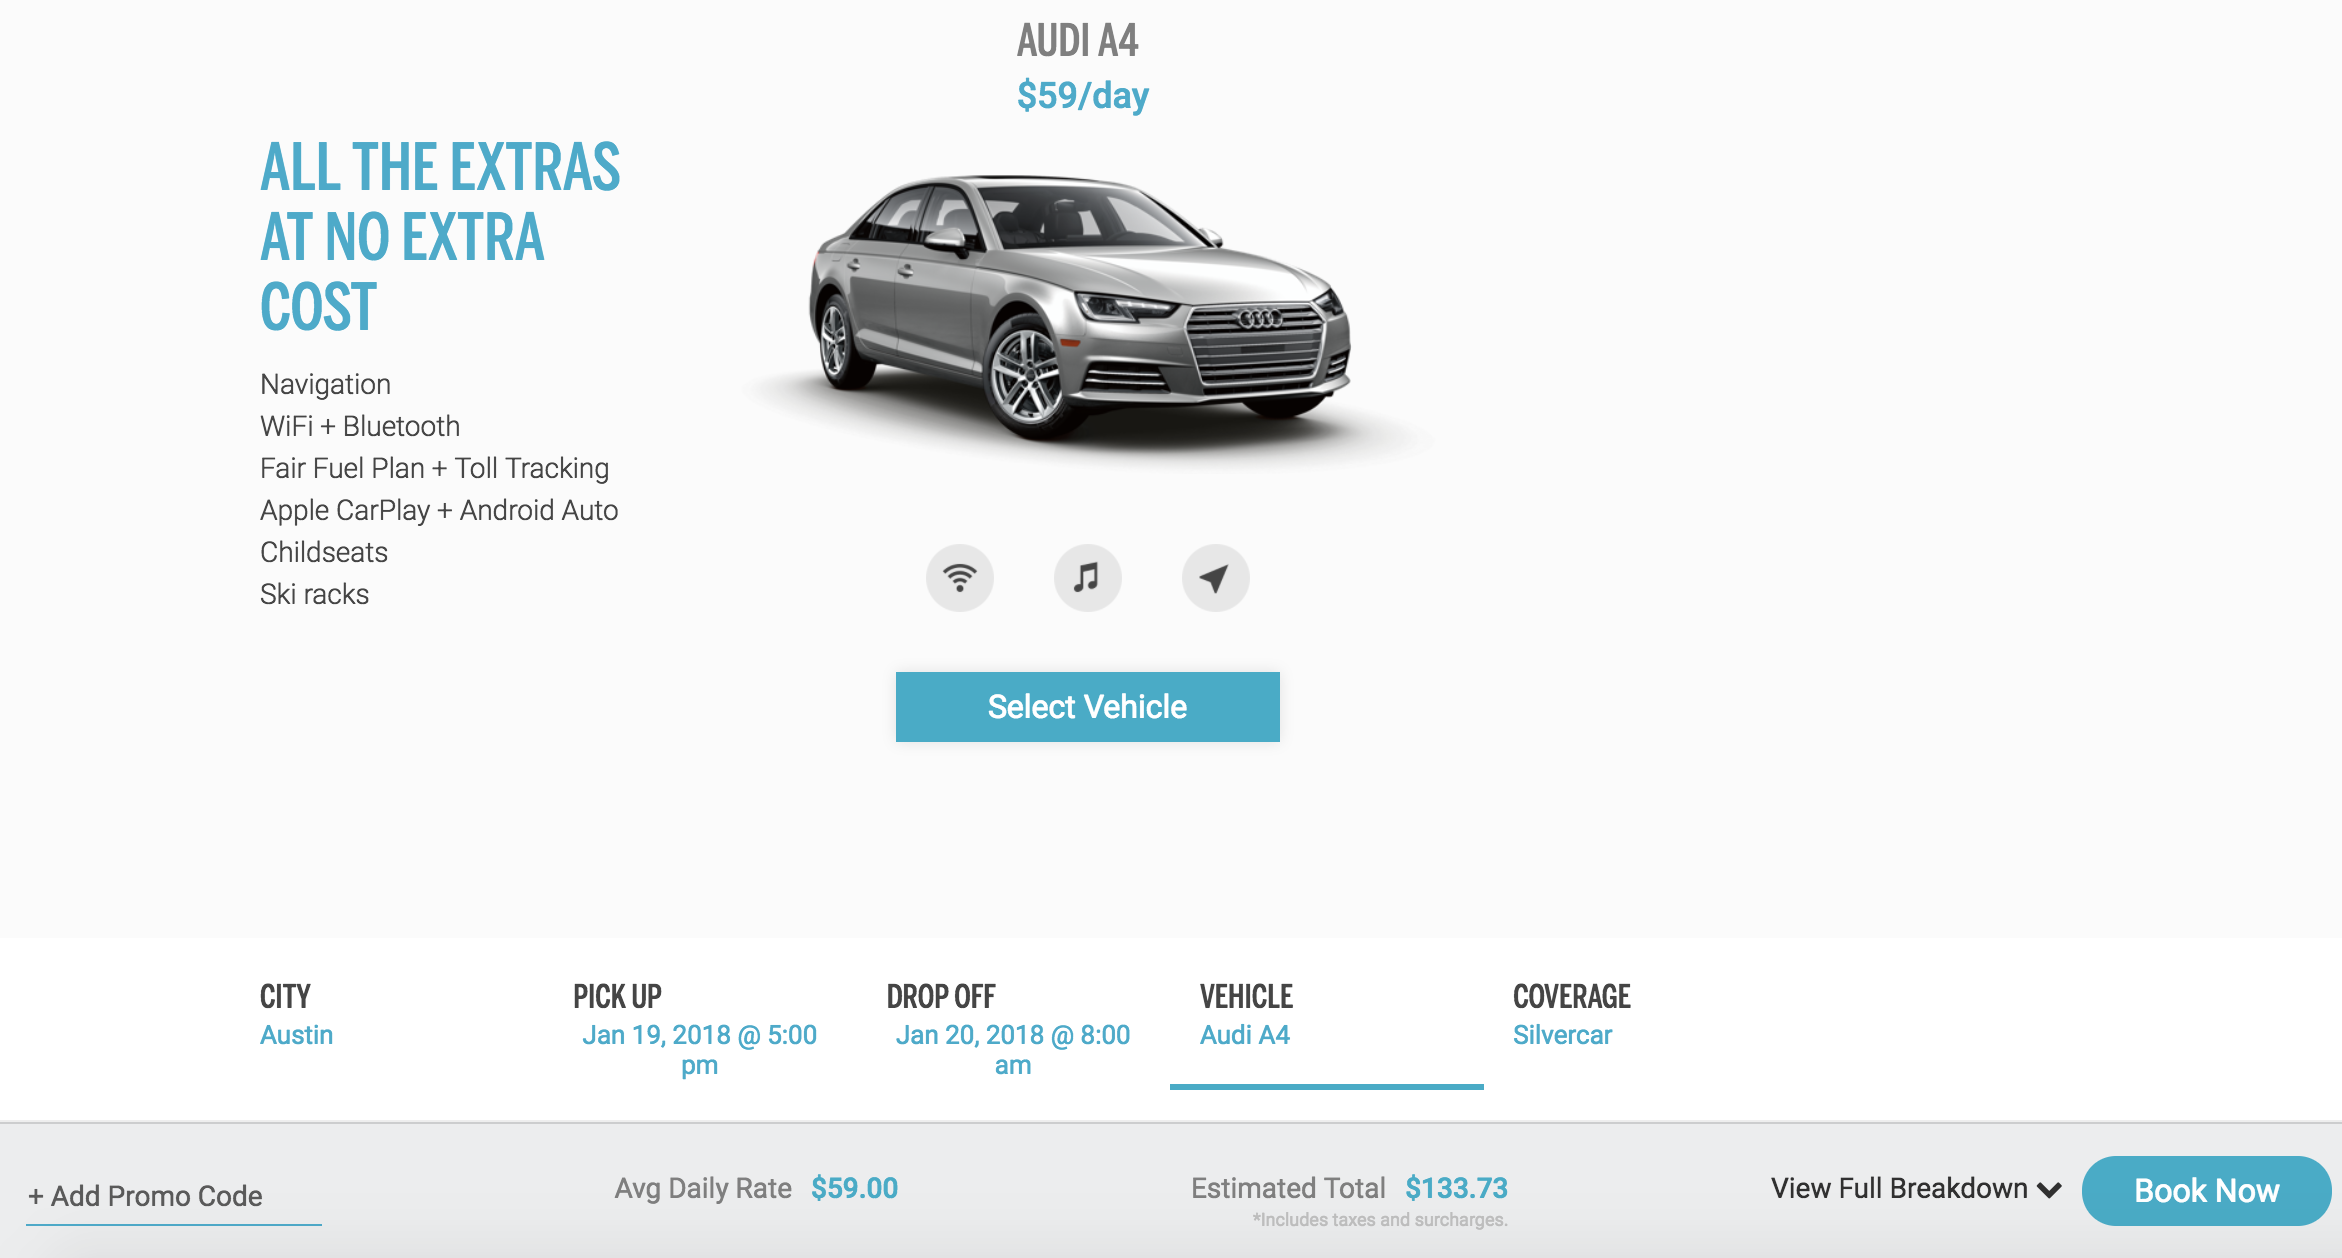 AUDI A4
$59/day
ALL THE EXTRAS
AT NO EXTRA
COST
Navigation
WiFi + Bluetooth
Fair Fuel Plan + Toll Tracking
Apple CarPlay + Android Auto
Childseats
Ski racks
Select Vehicle
CITY
Austin
PICK UP
Jan 19, 2018 @ 5:00
pm
DROP OFF
Jan 20, 2018 @ 8:00
am
VEHICLE
Audi A4
COVERAGE
Silvercar
+ Add Promo Code
Avg Daily Rate $59.00
Estimated Total $133.73
*Includes taxes and surcharges.
View Full Breakdown
Book Now